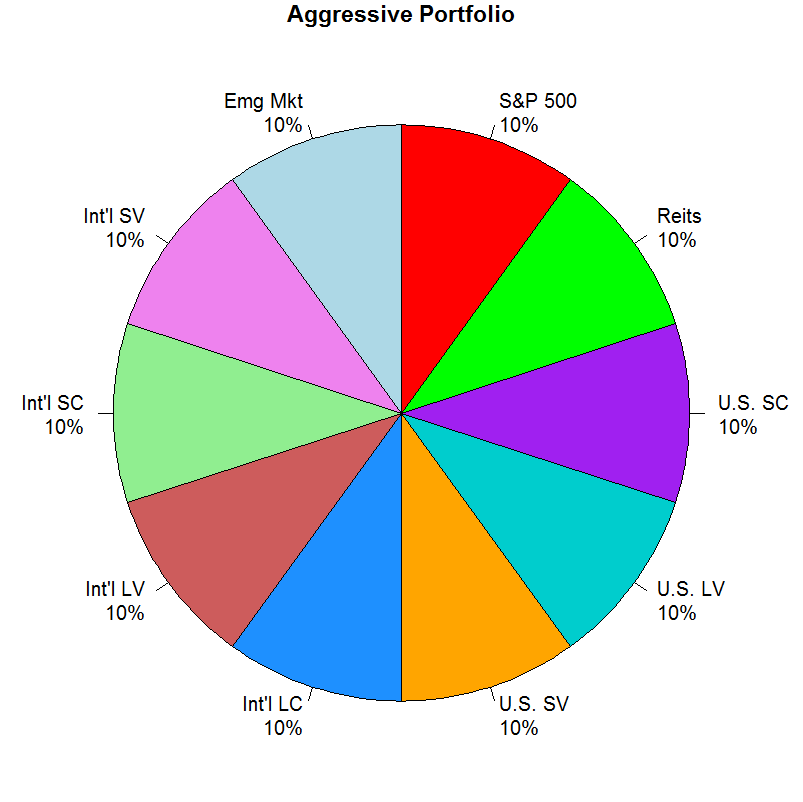 Aggressive Portfolio
Emg Mkt
10%
S&P 500
10%
Int'l SV
10%
Reits
10%
Int'l SC
10%
U.S. SC
10%
Int'l LV
10%
U.S. LV
10%
Int'l LC
10%
U.S. SV
10%